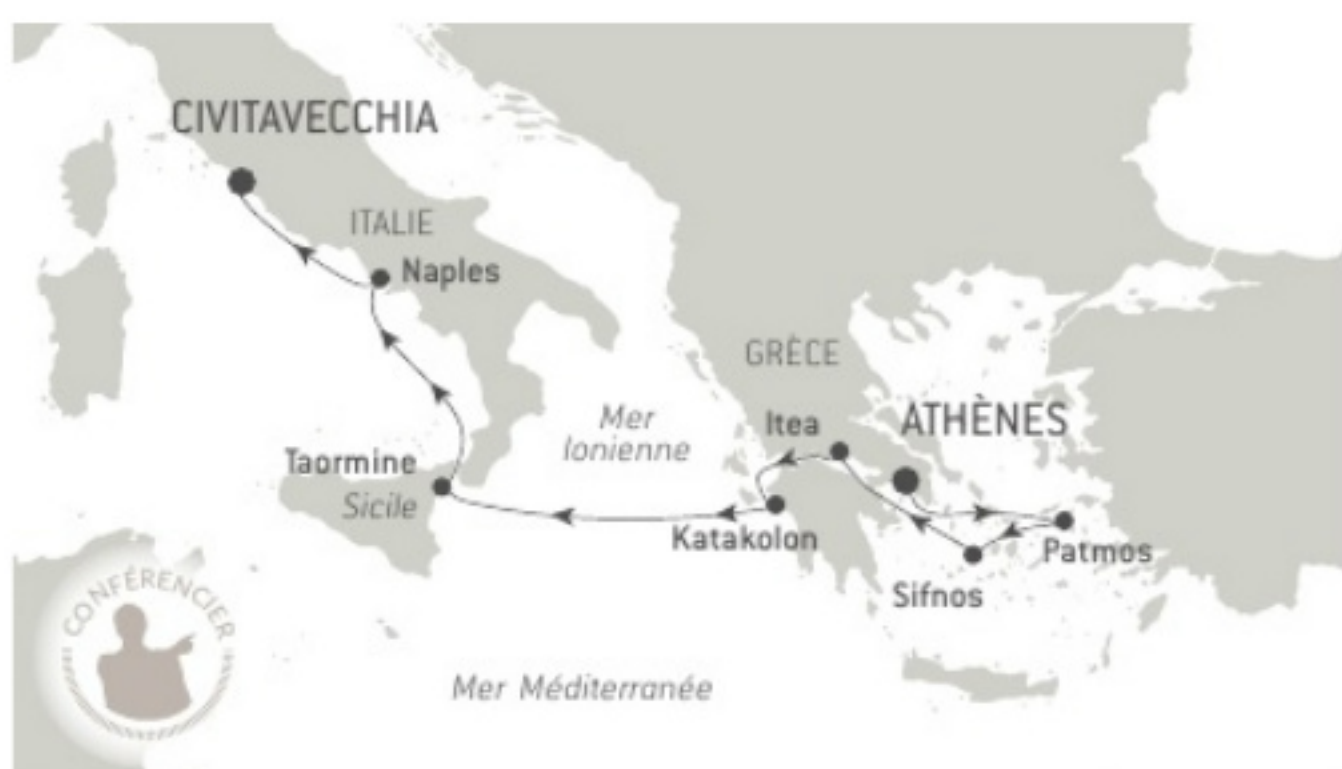 CIVITAVECCHIA
ITALIE
Naples
GRÈCE
Itea
ATHÈNES
Mer
Ionienne
Taormine
Sicile
Katakolon
Patmos
Sifnos
CONFÉRENCIER
Mer Méditerranée